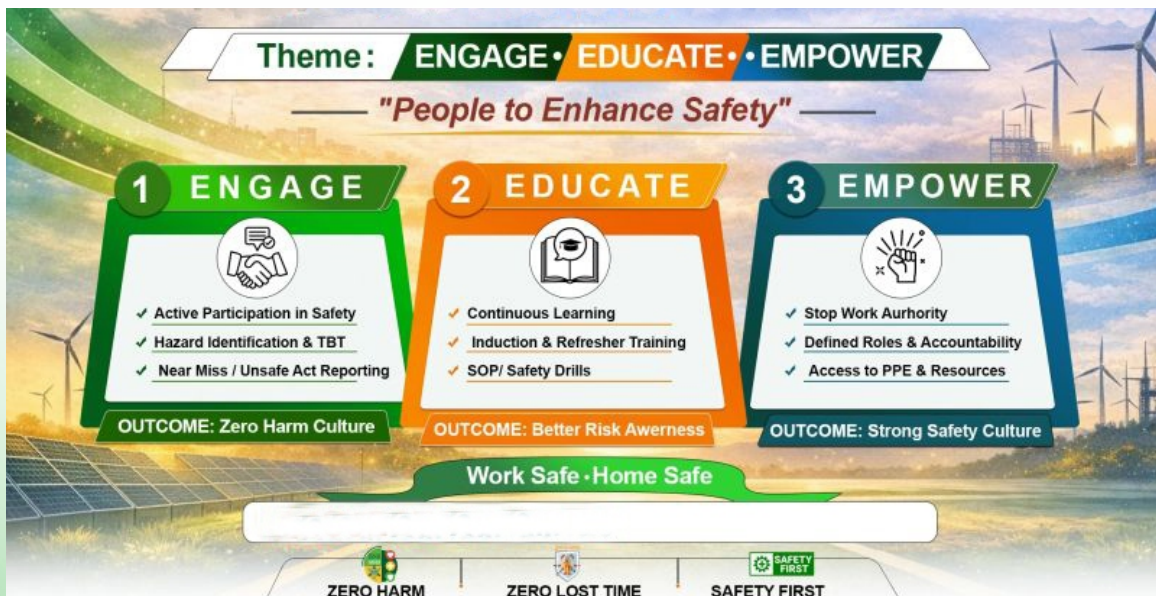 Theme: ENGAGE • EDUCATE • • EMPOWER
"People to Enhance Safety"
1 ENGAGE
Active Participation in Safety
Hazard Identification & TBT
Near Miss / Unsafe Act Reporting
OUTCOME: Zero Harm Culture
2 EDUCATE
Continuous Learning
Induction & Refresher Training
SOP/ Safety Drills
OUTCOME: Better Risk Awerness
3 EMPOWER
Stop Work Aurhority
Defined Roles & Accountability
Access to PPE & Resources
OUTCOME: Strong Safety Culture
Work Safe • Home Safe
SAFETY
FIRST
ZERO HARM
ZERO LOST TIME
SAFETY FIRST